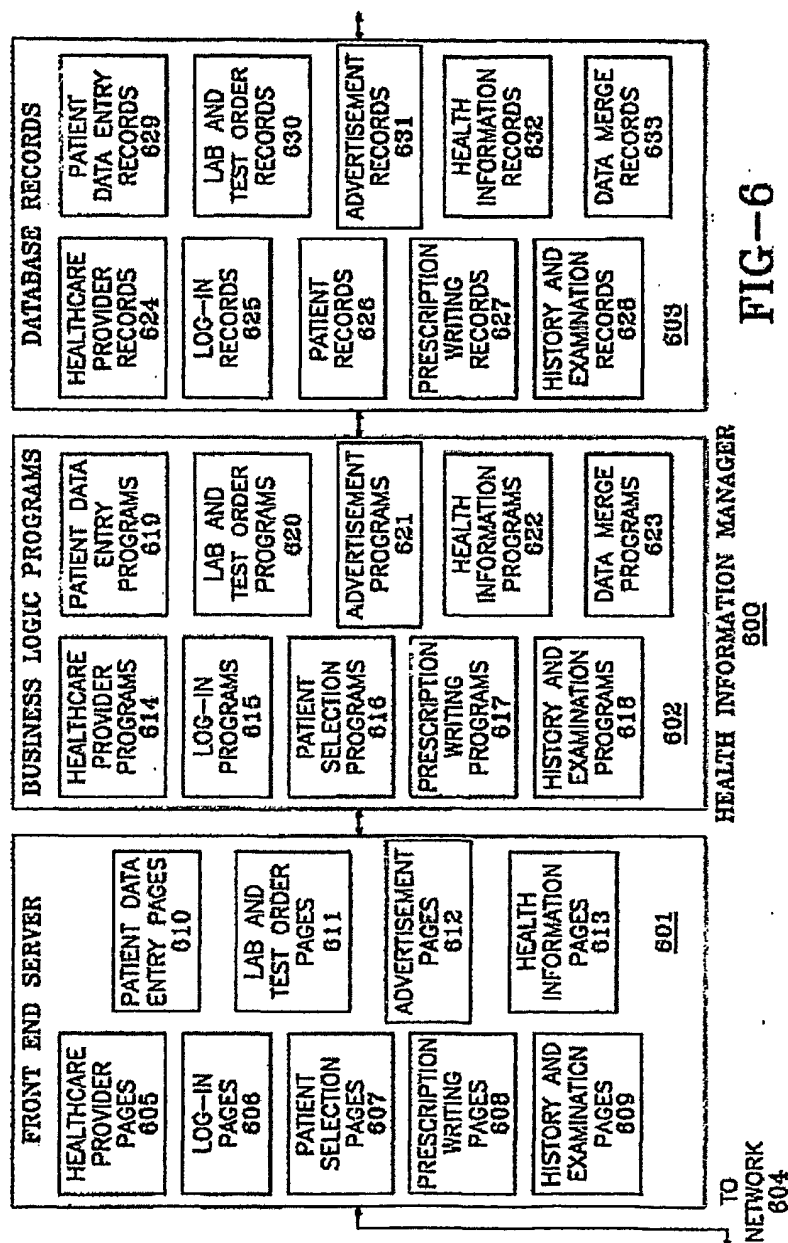 FRONT END SERVER
HEALTHCARE
PROVIDER
PAGES
605
LOG-IN
PAGES
606
PATIENT
SELECTION
PAGES
607
PRESCRIPTION
WRITING
PAGES
608
HISTORY AND
EXAMINATION
PAGES
609
PATIENT DATA
ENTRY PAGES
610
LAB AND
TEST ORDER
PAGES
611
ADVERTISEMENT
PAGES
612
HEALTH
INFORMATION
PAGES
613
601
TO
NETWORK
604
BUSINESS LOGIC PROGRAMS
HEALTHCARE
PROVIDER
PROGRAMS
614
LOG-IN
PROGRAMS
615
PATIENT
SELECTION
PROGRAMS
616
PRESCRIPTION
WRITING
PROGRAMS
617
HISTORY AND
EXAMINATION
PROGRAMS
618
PATIENT DATA
ENTRY
PROGRAMS
619
LAB AND
TEST ORDER
PROGRAMS
620
ADVERTISEMENT
PROGRAMS
621
HEALTH
INFORMATION
PROGRAMS
622
DATA MERGE
PROGRAMS
623
602
DATABASE RECORDS
HEALTHCARE
PROVIDER
RECORDS
624
LOG-IN
RECORDS
625
PATIENT
RECORDS
626
PRESCRIPTION
WRITING
RECORDS
627
HISTORY AND
EXAMINATION
RECORDS
628
PATIENT
DATA ENTRY
RECORDS
629
LAB AND
TEST ORDER
RECORDS
630
ADVERTISEMENT
RECORDS
631
HEALTH
INFORMATION
RECORDS
632
DATA MERGE
RECORDS
633
603
HEALTH INFORMATION MANAGER
600
FIG-6